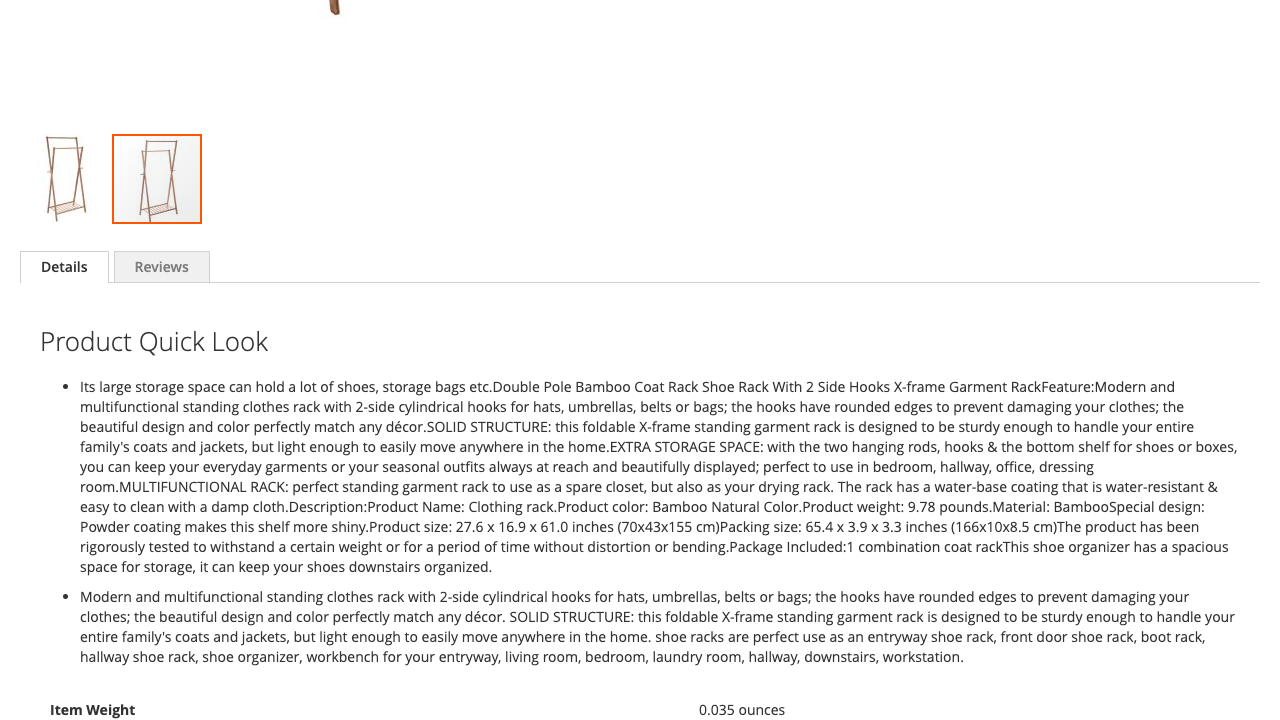 Details
Reviews
Product Quick Look
Its large storage space can hold a lot of shoes, storage bags etc.Double Pole Bamboo Coat Rack Shoe Rack With 2 Side Hooks X-frame Garment RackFeature:Modern and
multifunctional standing clothes rack with 2-side cylindrical hooks for hats, umbrellas, belts or bags; the hooks have rounded edges to prevent damaging your clothes; the
beautiful design and color perfectly match any décor.SOLID STRUCTURE: this foldable X-frame standing garment rack is designed to be sturdy enough to handle your entire
family's coats and jackets, but light enough to easily move anywhere in the home.EXTRA STORAGE SPACE: with the two hanging rods, hooks & the bottom shelf for shoes or boxes,
you can keep your everyday garments or your seasonal outfits always at reach and beautifully displayed; perfect to use in bedroom, hallway, office, dressing
room.MULTIFUNCTIONAL RACK: perfect standing garment rack to use as a spare closet, but also as your drying rack. The rack has a water-base coating that is water-resistant &
easy to clean with a damp cloth.Description:Product Name: Clothing rack.Product color: Bamboo Natural Color.Product weight: 9.78 pounds.Material: BambooSpecial design:
Powder coating makes this shelf more shiny.Product size: 27.6 x 16.9 x 61.0 inches (70x43x155 cm)Packing size: 65.4 x 3.9 x 3.3 inches (166x10x8.5 cm)The product has been
rigorously tested to withstand a certain weight or for a period of time without distortion or bending.Package Included:1 combination coat rackThis shoe organizer has a spacious
space for storage, it can keep your shoes downstairs organized.
Modern and multifunctional standing clothes rack with 2-side cylindrical hooks for hats, umbrellas, belts or bags; the hooks have rounded edges to prevent damaging your
clothes; the beautiful design and color perfectly match any décor. SOLID STRUCTURE: this foldable X-frame standing garment rack is designed to be sturdy enough to handle your
entire family's coats and jackets, but light enough to easily move anywhere in the home. shoe racks are perfect use as an entryway shoe rack, front door shoe rack, boot rack,
hallway shoe rack, shoe organizer, workbench for your entryway, living room, bedroom, laundry room, hallway, downstairs, workstation.
Item Weight 0.035 ounces